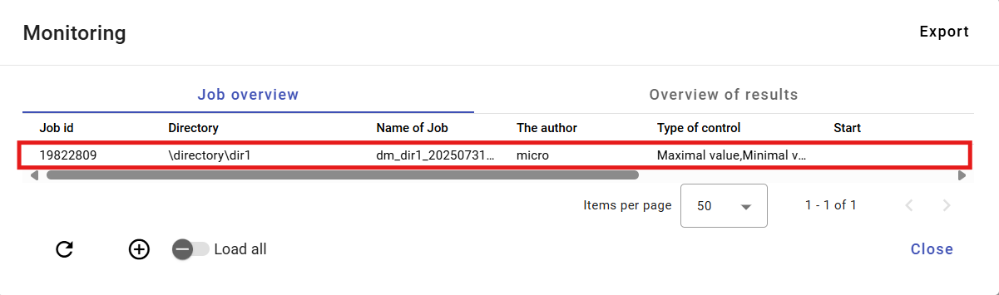 Monitoring
Export
Job overview
Overview of results
Job id Directory Name of Job The author Type of control Start
19822809 \directory\dir1 dm_dir1_20250731... micro Maximal value,Minimal v...
Items per page 50 1 - 1 of 1
Load all
Close